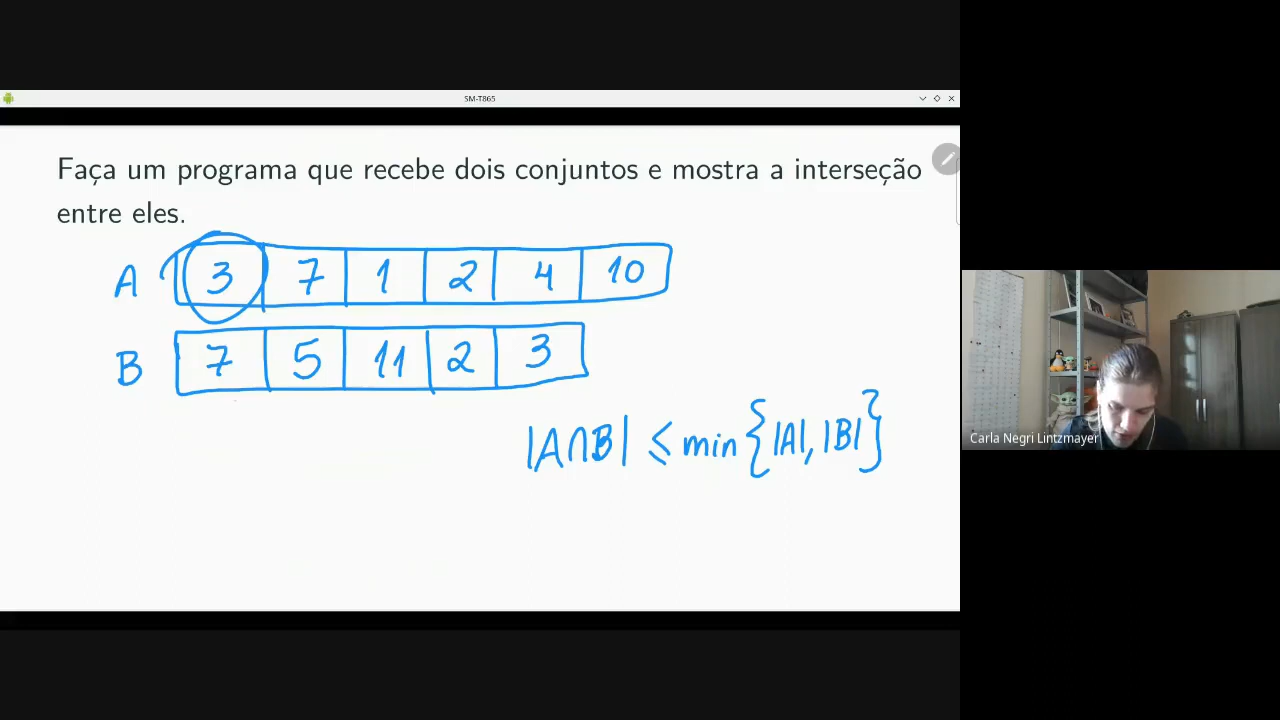 SM-T865
Faça um programa que recebe dois conjuntos e mostra a interseção
entre eles.
A 3 7 1 2 4 10
B 7 5 11 2 3
|A∩B| ⩽ min{|A|, |B|}
Carla Negri Lintzmayer